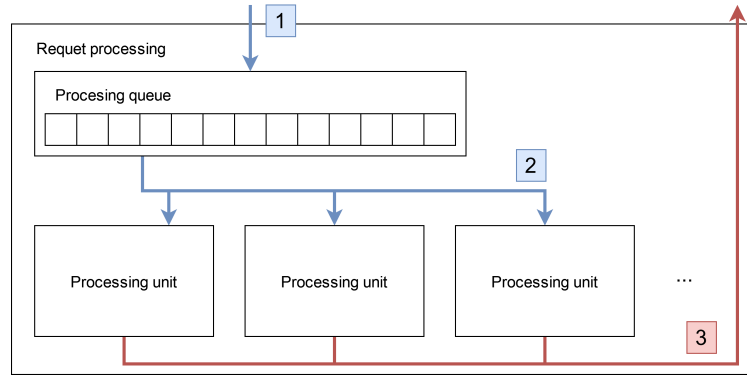 1
Requet processing
Procesing queue
2
Processing unit
Processing unit
Processing unit
...
3